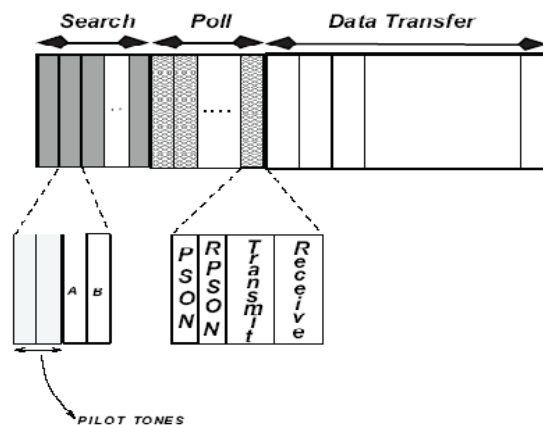 Search Poll Data Transfer
A B
PSON RPSON Transmit Receive
PILOT TONES